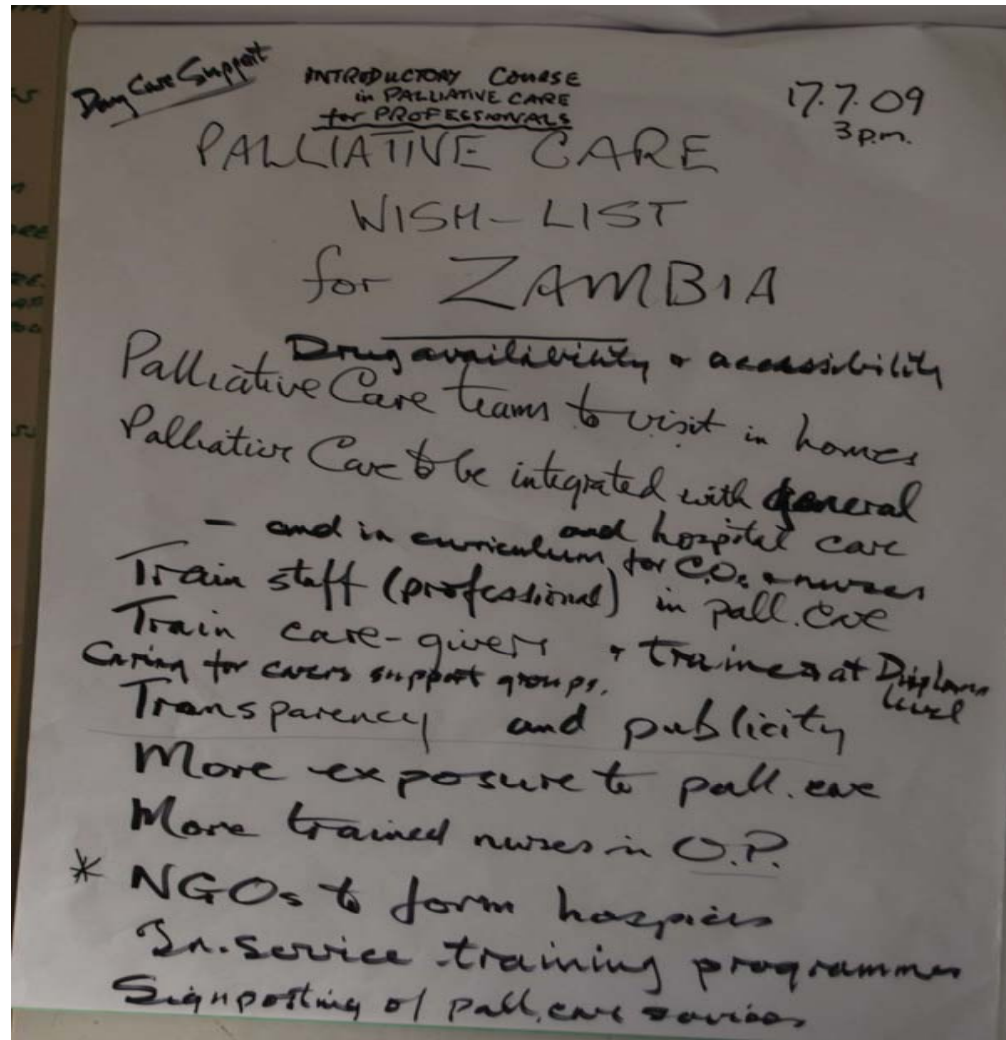 Day Care Support
INTRODUCTORY COURSE
in PALLIATIVE CARE
for PROFESSIONALS
17.7.09
3 p.m.
PALLIATIVE CARE
WISH-LIST
for ZAMBIA
Drug availibility & accessibility
Palliative Care teams to visit in homes
Palliative Care to be integrated with general
and hospital care
- and in curriculum for C.O.s & nurses
Train staff (professional) in pall. care
Train care-givers & trainers at Diploma level
Caring for carers support groups.
Transparency and publicity
More exposure to pall. care
More trained nurses in O.P.
* NGOs to form hospices
In-service training programmes
Signposting of pall. care services